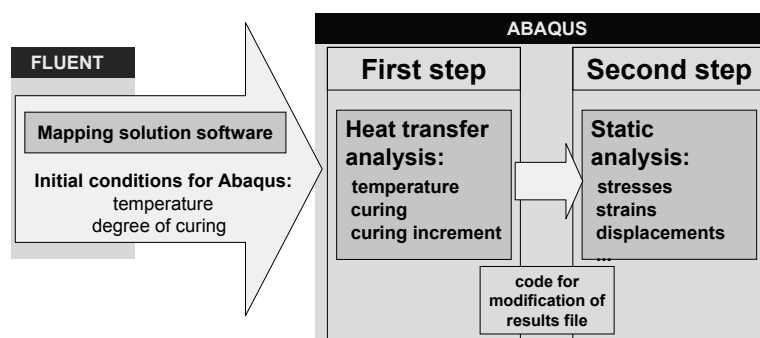 ABAQUS
FLUENT
First step
Second step
Mapping solution software
Initial conditions for Abaqus:
temperature
degree of curing
Heat transfer
analysis:
temperature
curing
curing increment
Static
analysis:
stresses
strains
displacements
...
code for
modification of
results file